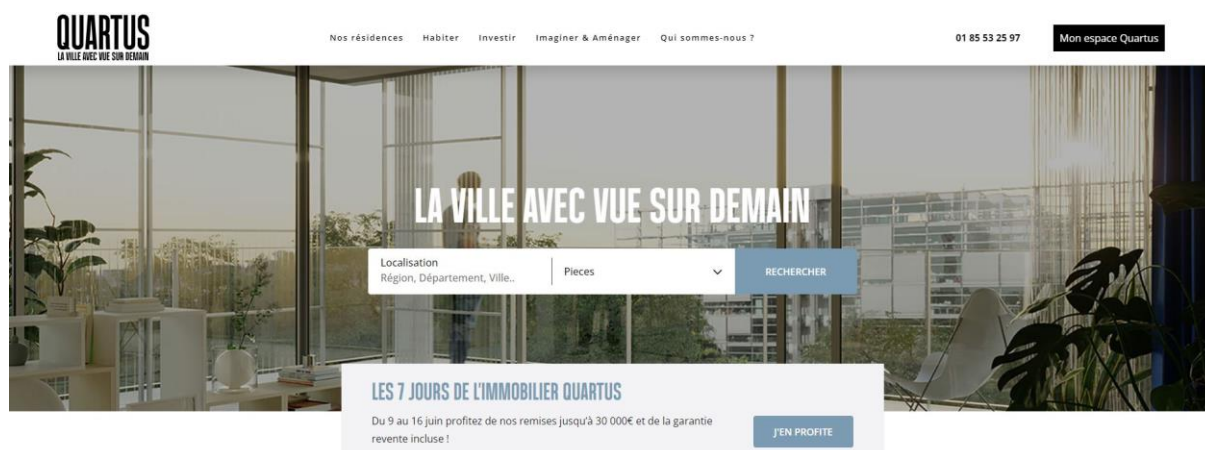 QUARTUS
LA VILLE AVEC VUE SUR DEMAIN
Nos résidences Habiter Investir Imaginer & Aménager Qui sommes-nous ?
01 85 53 25 97
Mon espace Quartus
LA VILLE AVEC VUE SUR DEMAIN
Localisation
Région, Département, Ville..
Pieces
RECHERCHER
LES 7 JOURS DE L'IMMOBILIER QUARTUS
Du 9 au 16 juin profitez de nos remises jusqu'à 30 000€ et de la garantie
revente incluse !
J'EN PROFITE